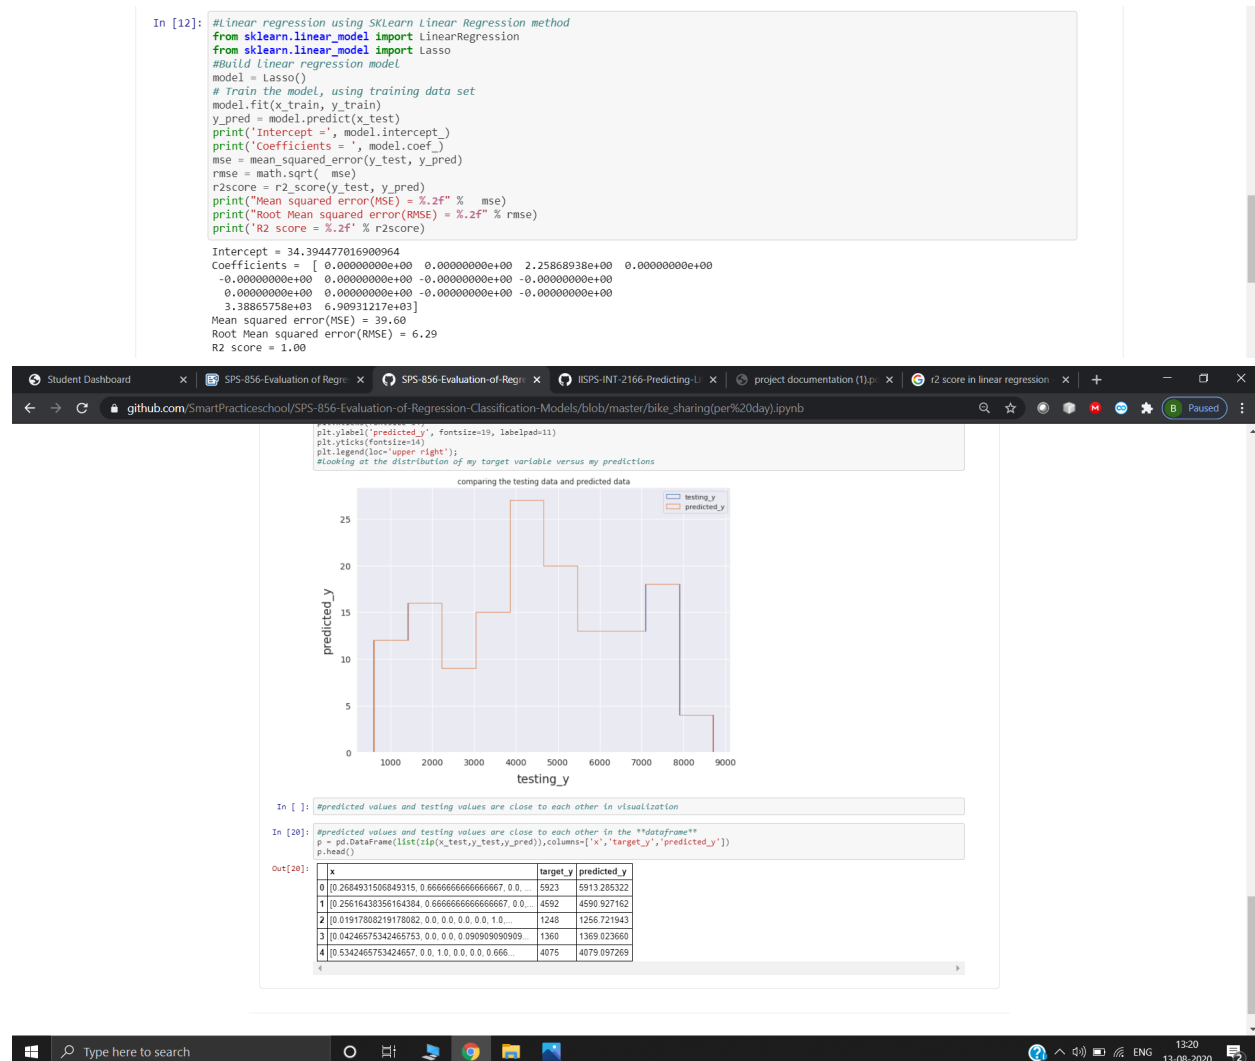 In [12]: #Linear regression using SKLearn Linear Regression method
from sklearn.linear_model import LinearRegression
from sklearn.linear_model import Lasso
#Build linear regression model
model = Lasso()
# Train the model, using training data set
model.fit(x_train, y_train)
y_pred = model.predict(x_test)
print('Intercept =', model.intercept_)
print('Coefficients = ', model.coef_)
mse = mean_squared_error(y_test, y_pred)
rmse = math.sqrt(  mse)
r2score = r2_score(y_test, y_pred)
print("Mean squared error(MSE) = %.2f" %   mse)
print("Root Mean squared error(RMSE) = %.2f" % rmse)
print('R2 score = %.2f' % r2score)
Intercept = 34.394477016900964
Coefficients =  [ 0.00000000e+00  0.00000000e+00  2.25868938e+00  0.00000000e+00
-0.00000000e+00  0.00000000e+00 -0.00000000e+00 -0.00000000e+00
0.00000000e+00  0.00000000e+00 -0.00000000e+00 -0.00000000e+00
3.38865758e+03  6.90931217e+03]
Mean squared error(MSE) = 39.60
Root Mean squared error(RMSE) = 6.29
R2 score = 1.00
Student Dashboard SPS-856-Evaluation of Regre SPS-856-Evaluation-of-Regre IISPS-INT-2166-Predicting-Li project documentation (1).pd r2 score in linear regression
github.com/SmartPracticeschool/SPS-856-Evaluation-of-Regression-Classification-Models/blob/master/bike_sharing(per%20day).ipynb B Paused
plt.ylabel('predicted_y', fontsize=19, labelpad=11)
plt.yticks(fontsize=14)
plt.legend(loc='upper right');
#Looking at the distribution of my target variable versus my predictions
comparing the testing data and predicted data
testing_y
predicted_y
25
20
15
10
5
0
predicted_y
1000 2000 3000 4000 5000 6000 7000 8000 9000
testing_y
In [ ]: #predicted values and testing values are close to each other in visualization
In [20]: #predicted values and testing values are close to each other in the **dataframe**
p = pd.DataFrame(list(zip(x_test,y_test,y_pred)),columns=['x','target_y','predicted_y'])
p.head()
Out[20]:
x target_y predicted_y
0 [0.2684931506849315, 0.6666666666666667, 0.0, ... 5923 5913.285322
1 [0.25616438356164384, 0.6666666666666667, 0.0,... 4592 4590.927162
2 [0.01917808219178082, 0.0, 0.0, 0.0, 0.0, 1.0,... 1248 1256.721943
3 [0.04246575342465753, 0.0, 0.0, 0.090909090909... 1360 1369.023660
4 [0.5342465753424657, 0.0, 1.0, 0.0, 0.0, 0.666... 4075 4079.097269
Type here to search ENG 13:20
13-08-2020